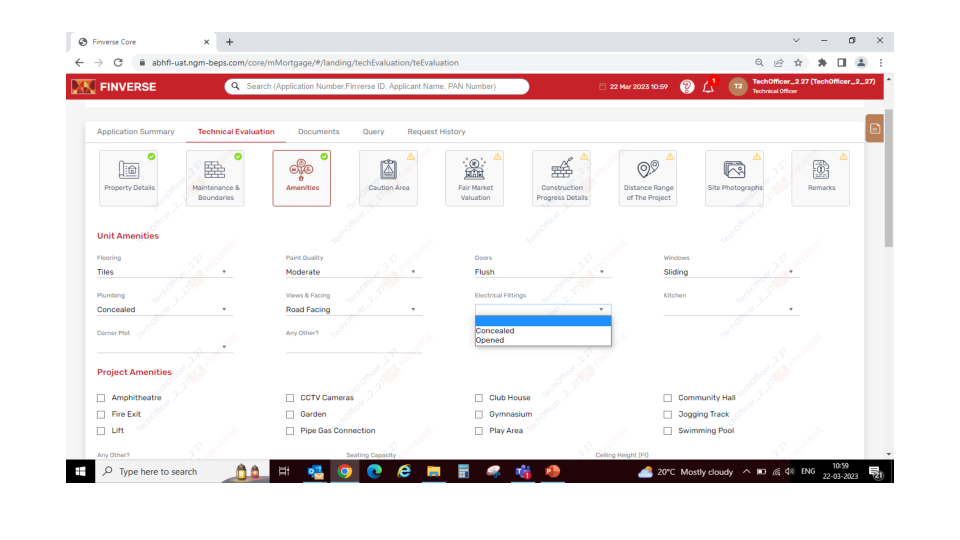 Finverse Core
abhfl-uat.ngm-beps.com/core/mMortgage/#/landing/techEvaluation/teEvaluation
FINVERSE
Search (Application Number,Finverse ID, Applicant Name, PAN Number)
22 Mar 2023 10:59
T2
TechOfficer_2 27 (TechOfficer_2_27)
Technical Officer
Application Summary Technical Evaluation Documents Query Request History
Property Details Maintenance & Boundaries Amenities Caution Area Fair Market Valuation Construction Progress Details Distance Range of The Project Site Photographs Remarks
Unit Amenities
Flooring Paint Quality Doors Windows
Tiles Moderate Flush Sliding
Plumbing Views & Facing Electrical Fittings Kitchen
Concealed Road Facing
Concealed
Opened
Corner Plot Any Other?
Project Amenities
Amphitheatre CCTV Cameras Club House Community Hall
Fire Exit Garden Gymnasium Jogging Track
Lift Pipe Gas Connection Play Area Swimming Pool
Any Other? Seating Capacity Ceiling Height (Ft)
Type here to search
20°C Mostly cloudy
ENG
10:59
22-03-2023
21